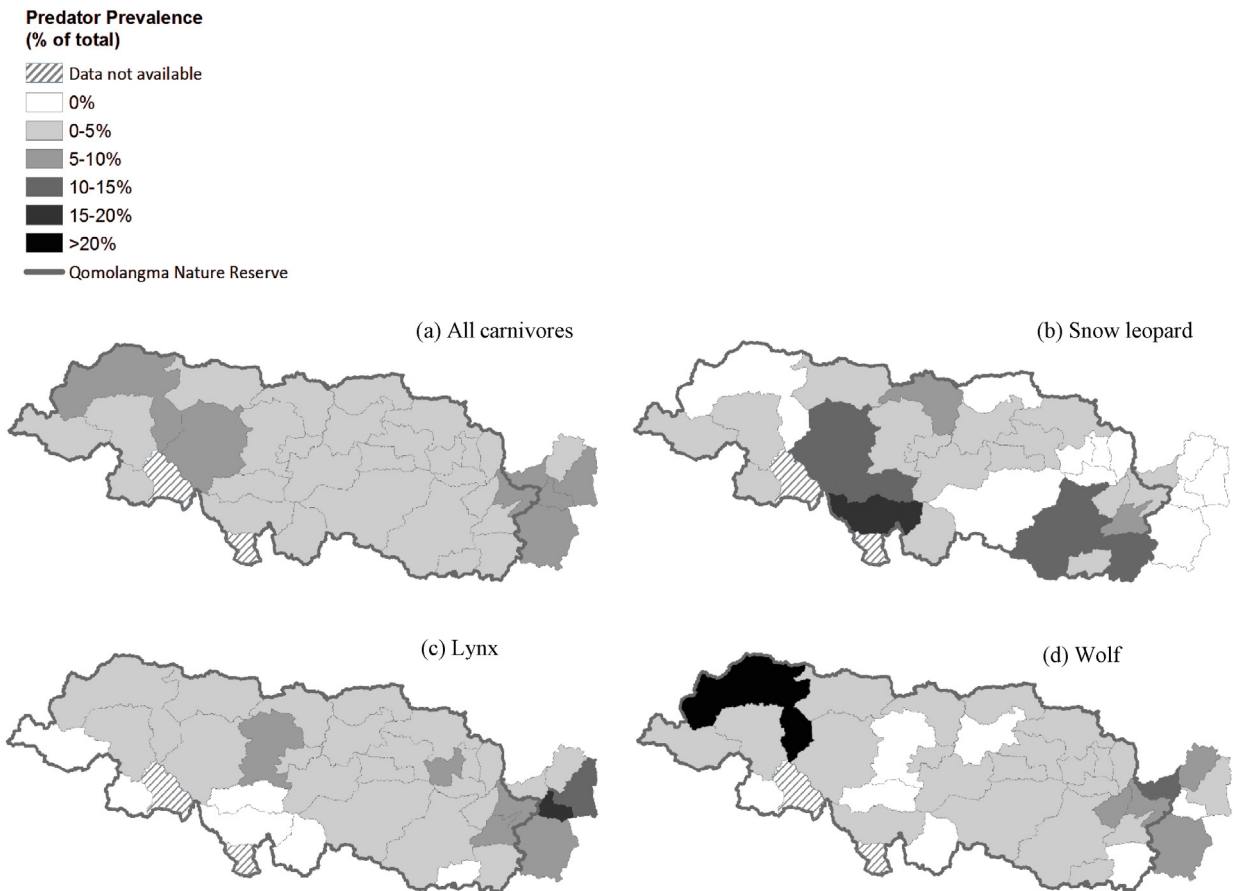 Predator Prevalence
(% of total)
Data not available
0%
0-5%
5-10%
10-15%
15-20%
>20%
Qomolangma Nature Reserve
(a) All carnivores
(b) Snow leopard
(c) Lynx
(d) Wolf